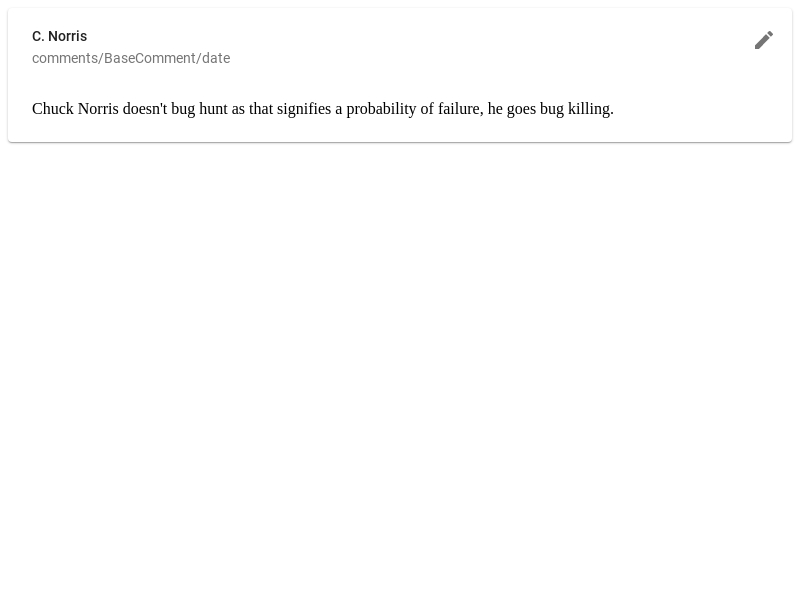 C. Norris
comments/BaseComment/date
Chuck Norris doesn't bug hunt as that signifies a probability of failure, he goes bug killing.